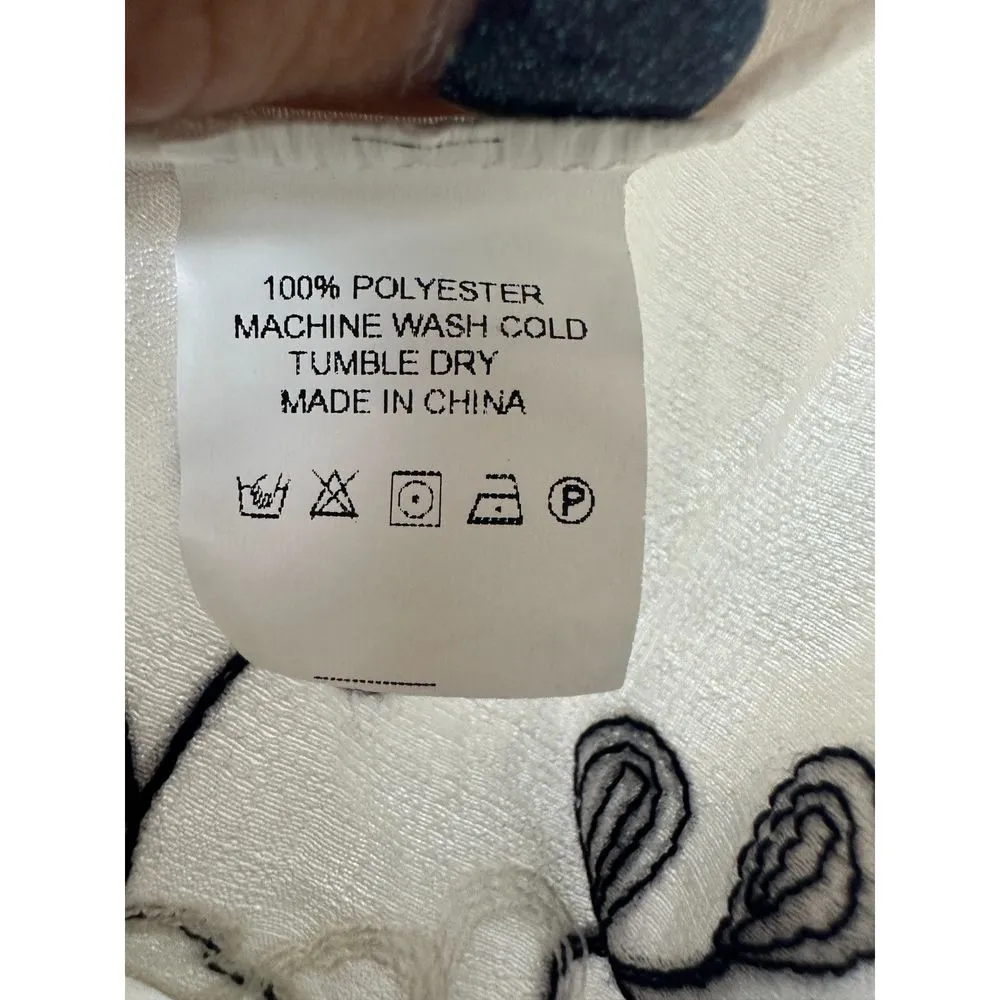 100% POLYESTER
MACHINE WASH COLD
TUMBLE DRY
MADE IN CHINA
P